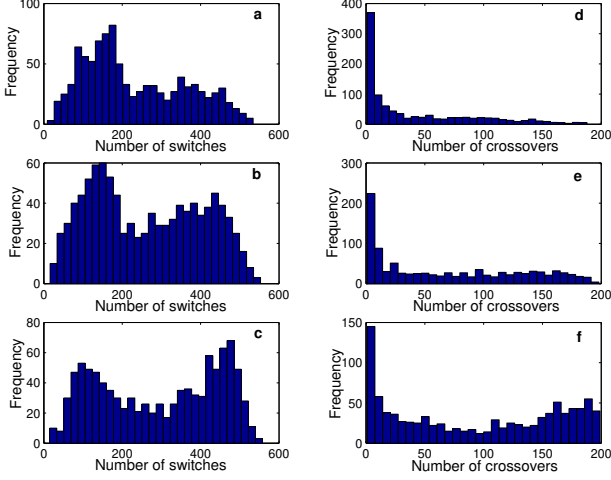 a
Frequency
100
50
0
0 200 400 600
Number of switches
d
Frequency
400
300
200
100
0
0 50 100 150 200
Number of crossovers
b
Frequency
60
40
20
0
0 200 400 600
Number of switches
e
Frequency
300
200
100
0
0 50 100 150 200
Number of crossovers
c
Frequency
80
60
40
20
0
0 200 400 600
Number of switches
f
Frequency
150
100
50
0
0 50 100 150 200
Number of crossovers